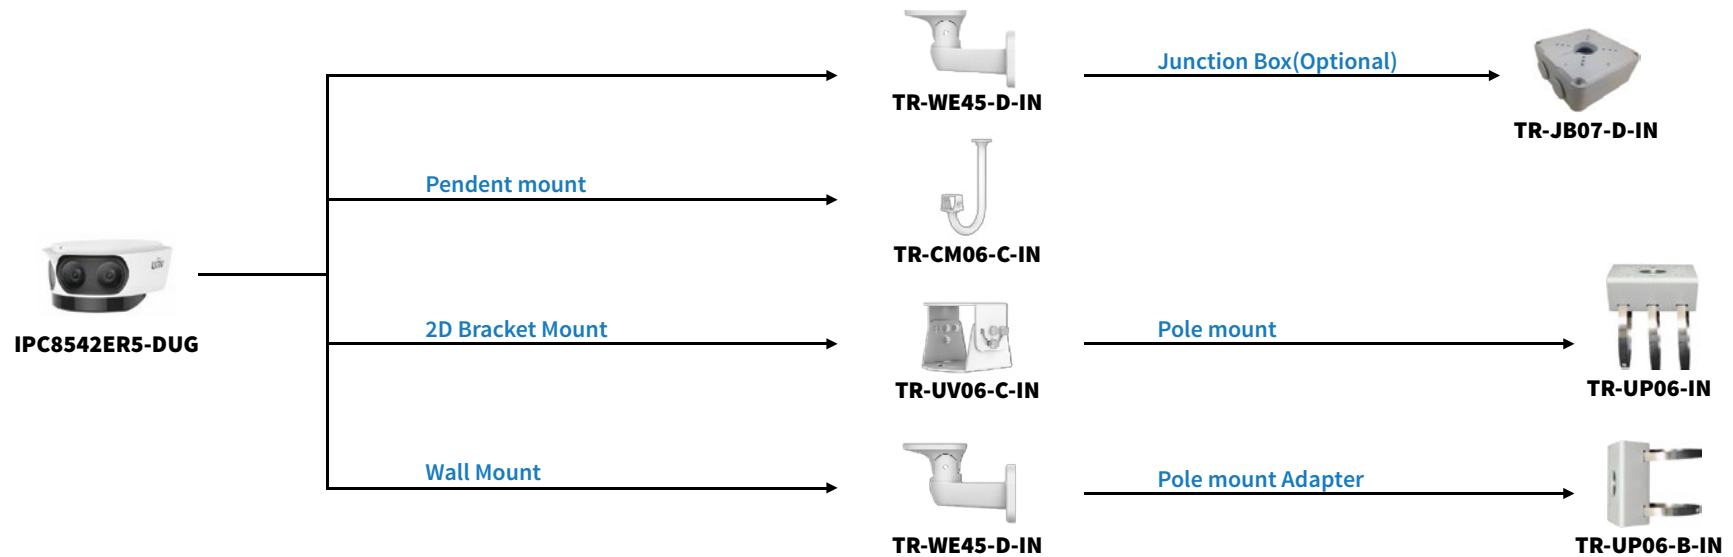 Junction Box(Optional)
TR-WE45-D-IN
TR-JB07-D-IN
Pendent mount
TR-CM06-C-IN
unv
IPC8542ER5-DUG
2D Bracket Mount
Pole mount
TR-UV06-C-IN
TR-UP06-IN
Wall Mount
Pole mount Adapter
TR-WE45-D-IN
TR-UP06-B-IN